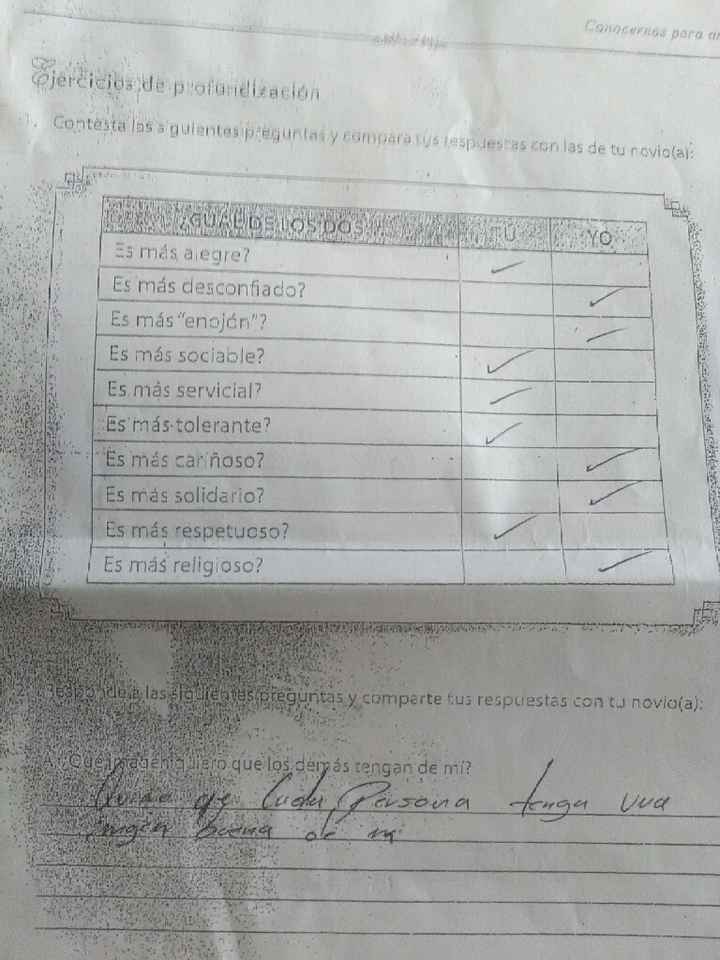 Conocernos para
Ejercicios de profundización
1. Contesta las siguientes preguntas y compara tus respuestas con las de tu novio(a):
¿CUÁL DE LOS DOS TÚ YO
Es más alegre? ✓
Es más desconfiado? ✓
Es más "enojón"? ✓
Es más sociable? ✓
Es más servicial? ✓
Es más tolerante? ✓
Es más cariñoso? ✓
Es más solidario? ✓
Es más respetuoso? ✓
Es más religioso? ✓
2. Responde a las siguientes preguntas y comparte tus respuestas con tu novio(a):
A. ¿Qué imagen quiero que los demás tengan de mí?
Quiero qe Cada Persona tenga una
imgen buena de mi